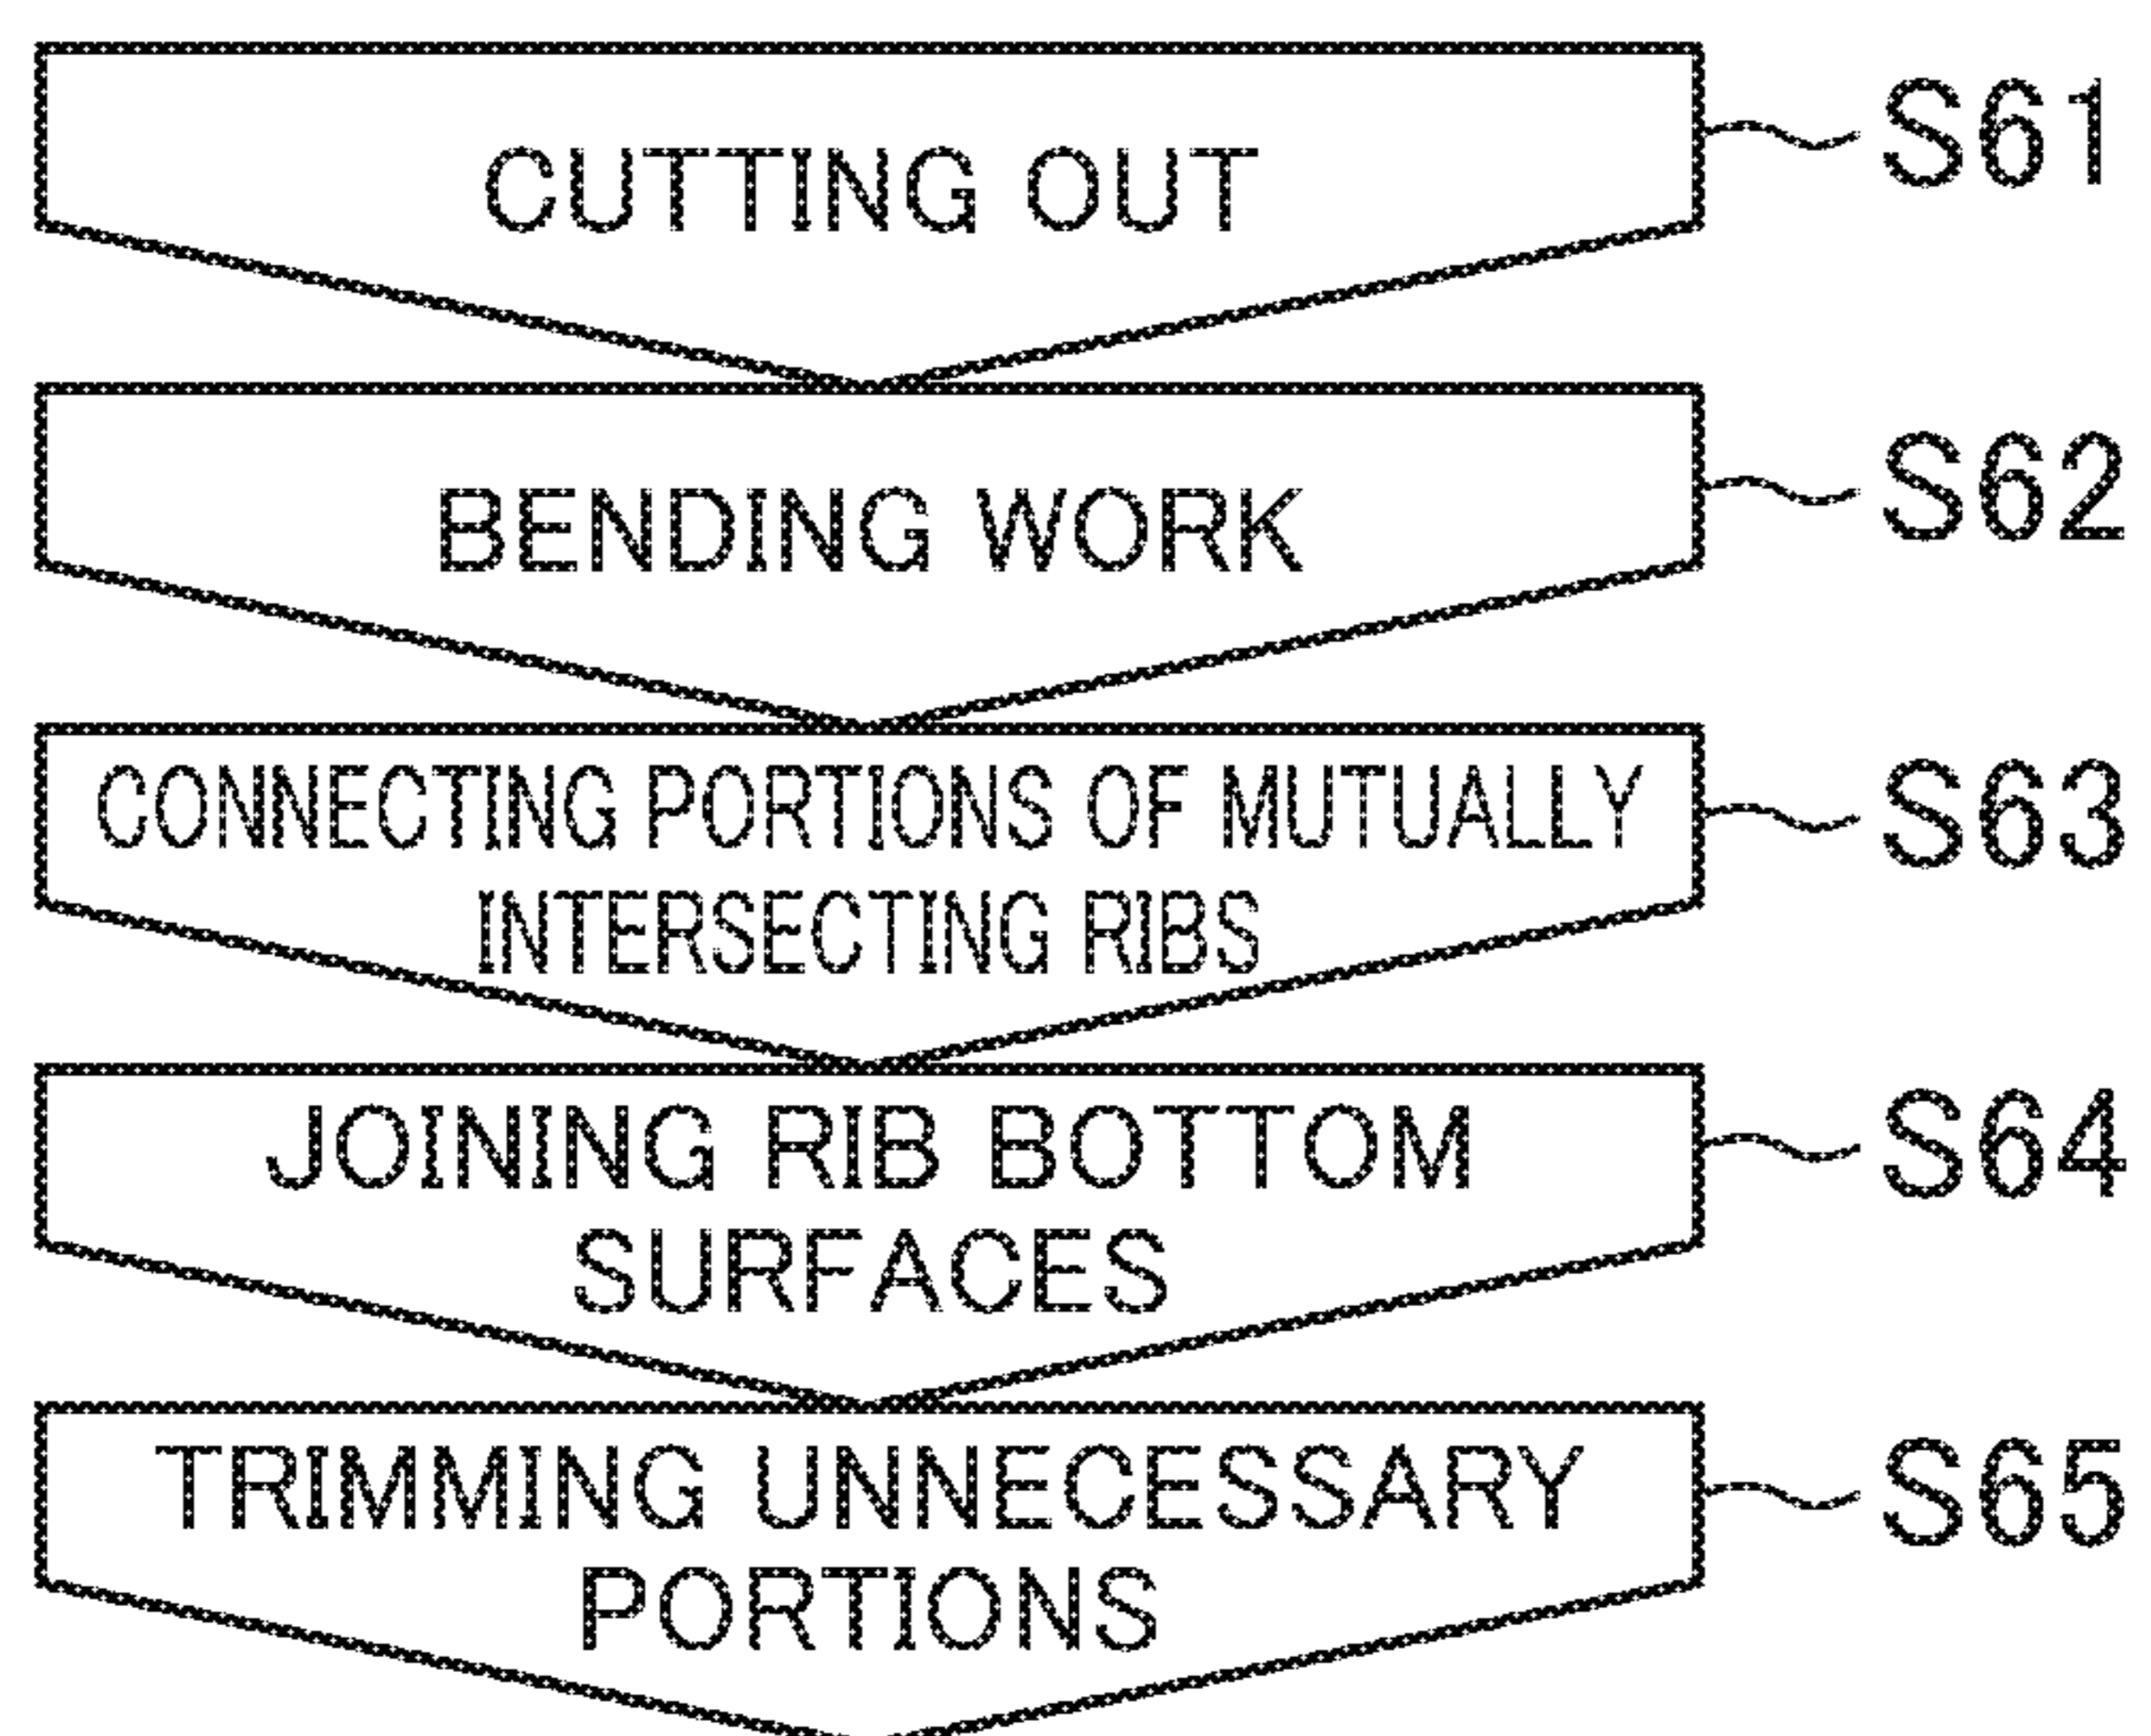 CUTTING OUT
S61
BENDING WORK
S62
CONNECTING PORTIONS OF MUTUALLY
INTERSECTING RIBS
S63
JOINING RIB BOTTOM
SURFACES
S64
TRIMMING UNNECESSARY
PORTIONS
S65